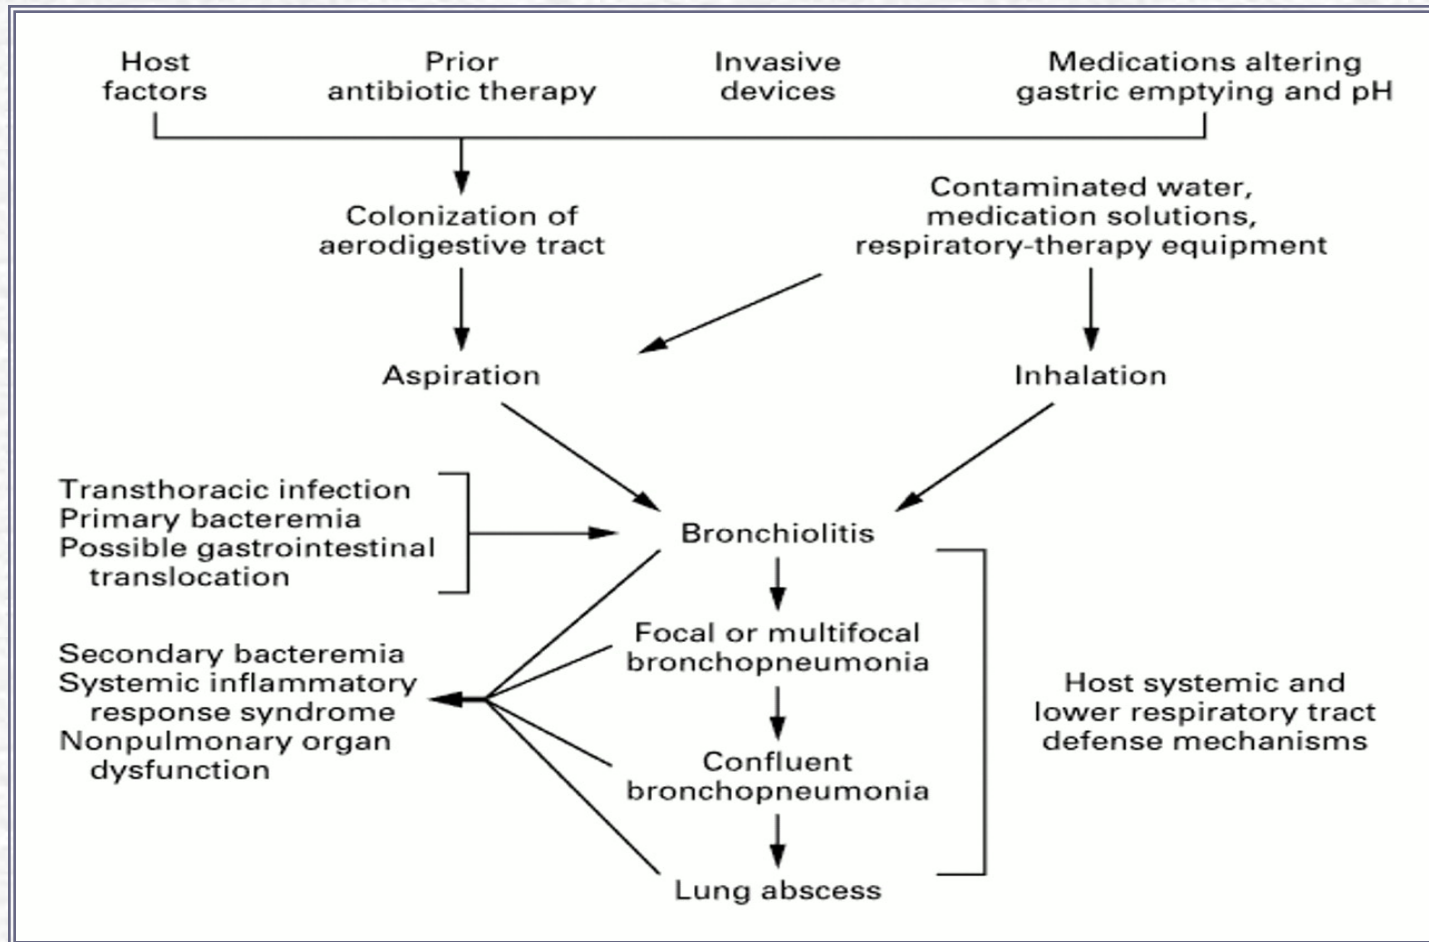 Host
factors
Prior
antibiotic therapy
Invasive
devices
Medications altering
gastric emptying and pH
Colonization of
aerodigestive tract
Contaminated water,
medication solutions,
respiratory-therapy equipment
Aspiration
Inhalation
Transthoracic infection
Primary bacteremia
Possible gastrointestinal
translocation
Bronchiolitis
Focal or multifocal
bronchopneumonia
Secondary bacteremia
Systemic inflammatory
response syndrome
Nonpulmonary organ
dysfunction
Host systemic and
lower respiratory tract
defense mechanisms
Confluent
bronchopneumonia
Lung abscess